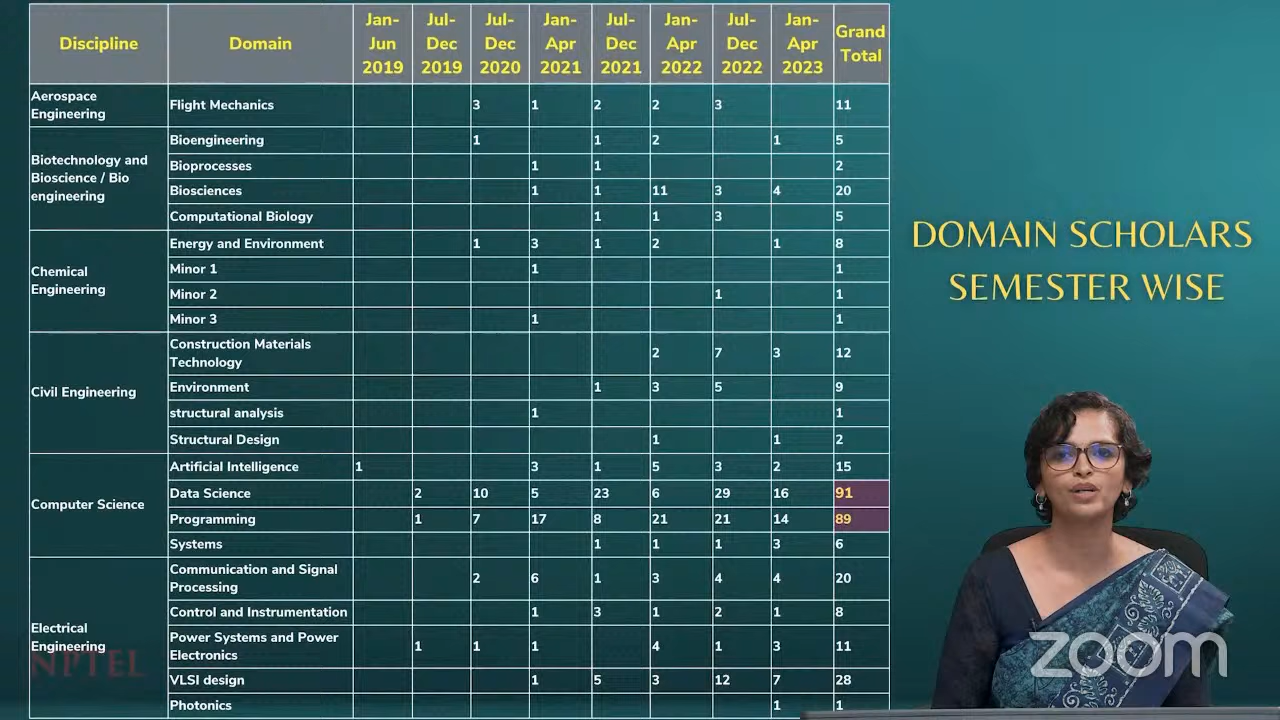 Discipline Domain Jan-Jun 2019 Jul-Dec 2019 Jul-Dec 2020 Jan-Apr 2021 Jul-Dec 2021 Jan-Apr 2022 Jul-Dec 2022 Jan-Apr 2023 Grand Total
Aerospace Engineering Flight Mechanics 3 1 2 2 3 11
Biotechnology and Bioscience / Bio engineering Bioengineering 1 1 2 1 5
Bioprocesses 1 1 2
Biosciences 1 1 11 3 4 20
Computational Biology 1 1 3 5
Chemical Engineering Energy and Environment 1 3 1 2 1 8
Minor 1 1 1
Minor 2 1 1
Minor 3 1 1
Civil Engineering Construction Materials Technology 2 7 3 12
Environment 1 3 5 9
structural analysis 1 1
Structural Design 1 1 2
Computer Science Artificial Intelligence 1 3 1 5 3 2 15
Data Science 2 10 5 23 6 29 16 91
Programming 1 7 17 8 21 21 14 89
Systems 1 1 1 3 6
Electrical Engineering Communication and Signal Processing 2 6 1 3 4 4 20
Control and Instrumentation 1 3 1 2 1 8
Power Systems and Power Electronics 1 1 1 4 1 3 11
VLSI design 1 5 3 12 7 28
Photonics 1 1
DOMAIN SCHOLARS
SEMESTER WISE
NPTEL
zoom